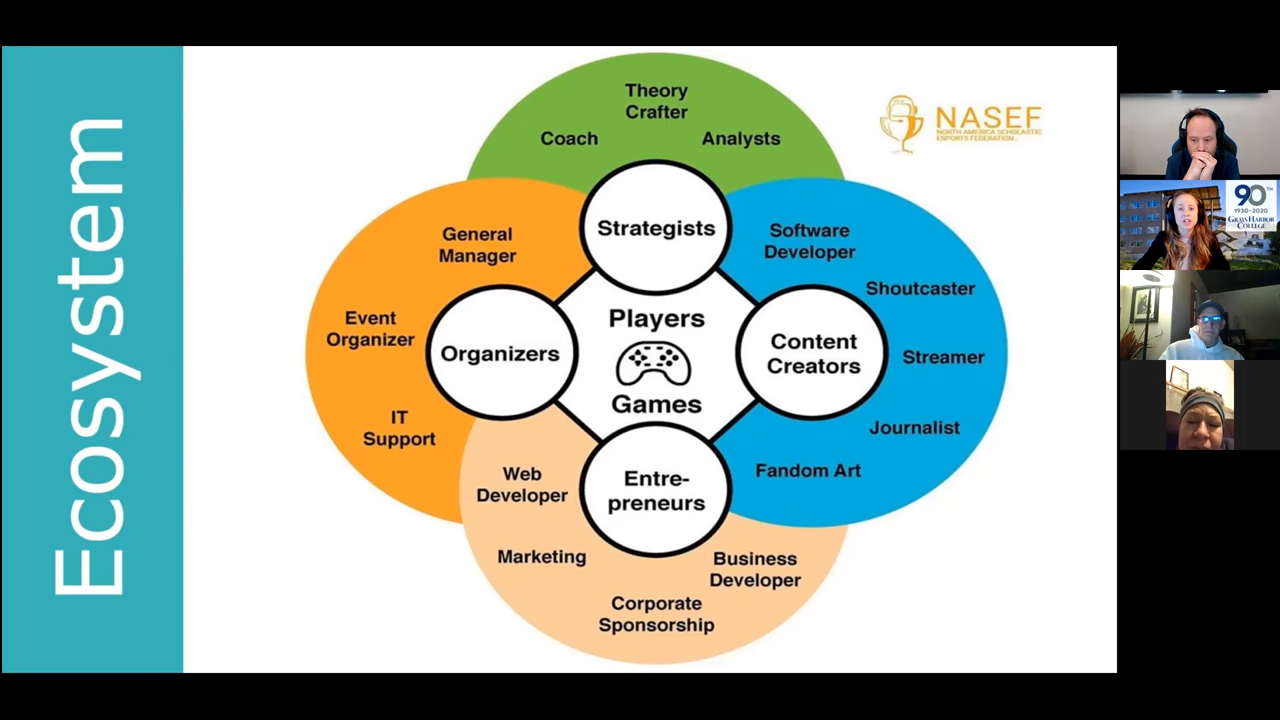 Ecosystem
Theory
Crafter
Coach
Analysts
NASEF
NORTH AMERICA SCHOLASTIC
ESPORTS FEDERATION...
Strategists
General
Manager
Software
Developer
Shoutcaster
Event
Organizer
Organizers
Players
Games
Content
Creators
Streamer
IT
Support
Journalist
Web
Developer
Entre-
preneurs
Fandom Art
Marketing
Business
Developer
Corporate
Sponsorship
90TH
1930-2020
GRAYS HARBOR
COLLEGE